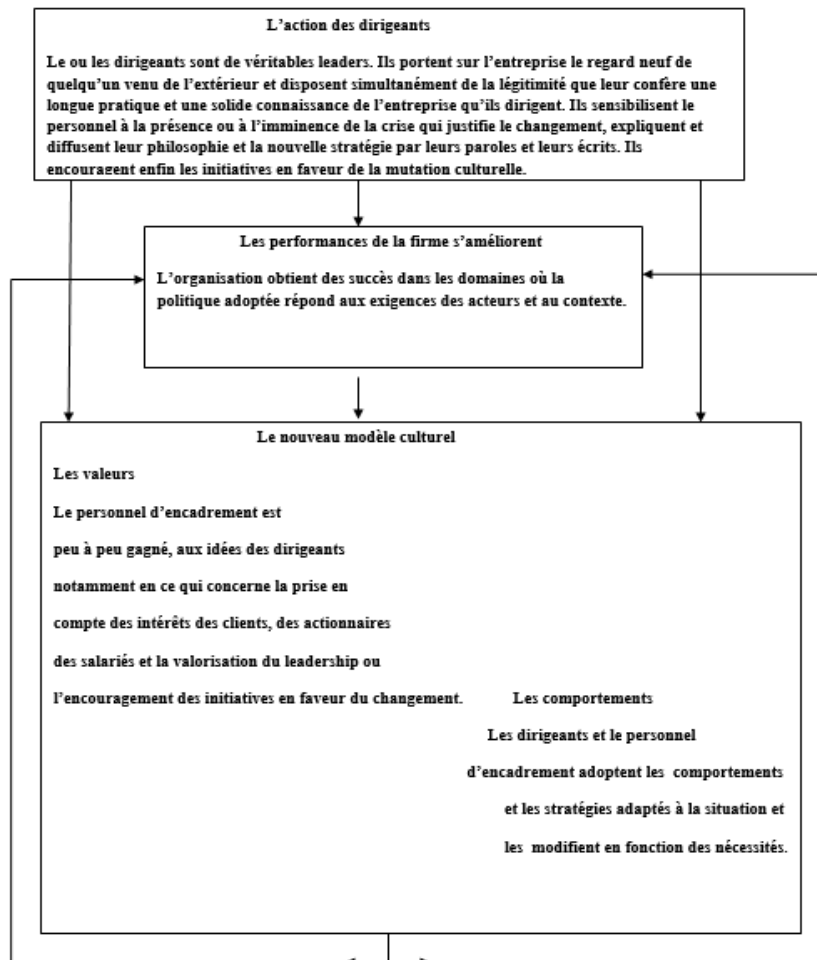 L’action des dirigeants
Le ou les dirigeants sont de véritables leaders. Ils portent sur l’entreprise le regard neuf de
quelqu’un venu de l’extérieur et disposent simultanément de la légitimité que leur confère une
longue pratique et une solide connaissance de l’entreprise qu’ils dirigent. Ils sensibilisent le
personnel à la présence ou à l’imminence de la crise qui justifie le changement, expliquent et
diffusent leur philosophie et la nouvelle stratégie par leurs paroles et leurs écrits. Ils
encouragent enfin les initiatives en faveur de la mutation culturelle.
Les performances de la firme s’améliorent
L’organisation obtient des succès dans les domaines où la
politique adoptée répond aux exigences des acteurs et au contexte.
Le nouveau modèle culturel
Les valeurs
Le personnel d’encadrement est
peu à peu gagné, aux idées des dirigeants
notamment en ce qui concerne la prise en
compte des intérêts des clients, des actionnaires
des salariés et la valorisation du leadership ou
l’encouragement des initiatives en faveur du changement.
Les comportements
Les dirigeants et le personnel
d’encadrement adoptent les comportements
et les stratégies adaptés à la situation et
les modifient en fonction des nécessités.